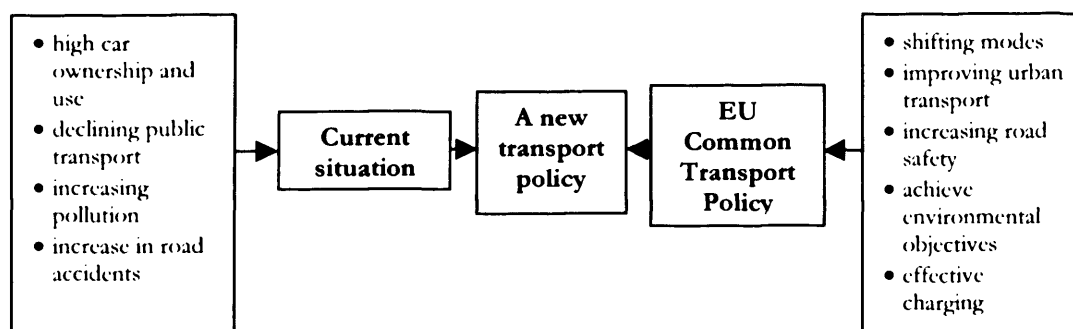 • high car
ownership and
use
• declining public
transport
• increasing
pollution
• increase in road
accidents
Current
situation
A new
transport
policy
EU
Common
Transport
Policy
• shifting modes
• improving urban
transport
• increasing road
safety
• achieve
environmental
objectives
• effective
charging